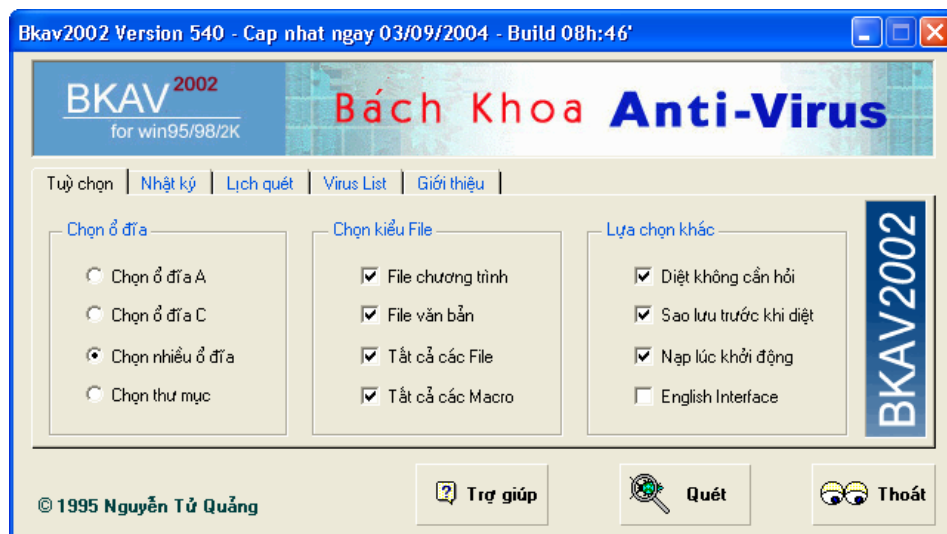 Bkav2002 Version 540 - Cap nhat ngay 03/09/2004 - Build 08h:46'
BKAV 2002
for win95/98/2K
Bách Khoa Anti-Virus
Tuỳ chọn
Nhật ký
Lịch quét
Virus List
Giới thiệu
Chọn ổ đĩa
Chọn ổ đĩa A
Chọn ổ đĩa C
Chọn nhiều ổ đĩa
Chọn thư mục
Chọn kiểu File
File chương trình
File văn bản
Tất cả các File
Tất cả các Macro
Lựa chọn khác
Diệt không cần hỏi
Sao lưu trước khi diệt
Nạp lúc khởi động
English Interface
BKAV2002
© 1995 Nguyễn Tử Quảng
Trợ giúp
Quét
Thoát